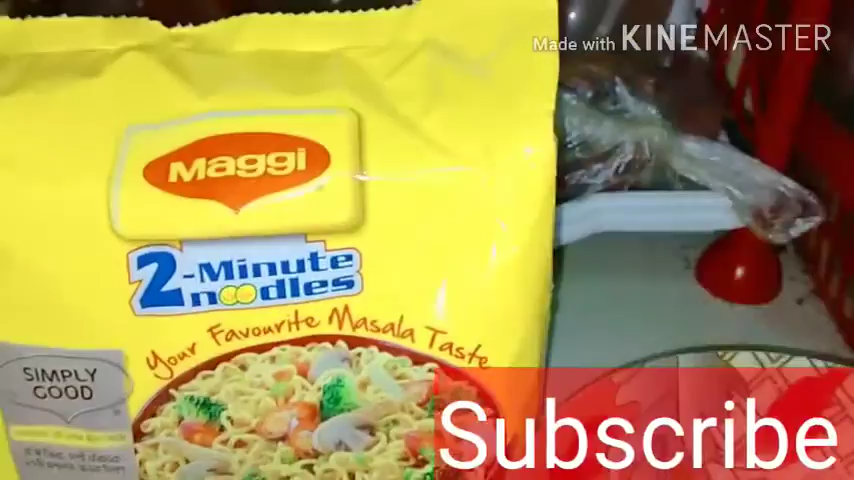 Made with KINEMASTER
Maggi
2-Minute
noodles
Your Favourite Masala Taste
SIMPLY
GOOD
Subscribe